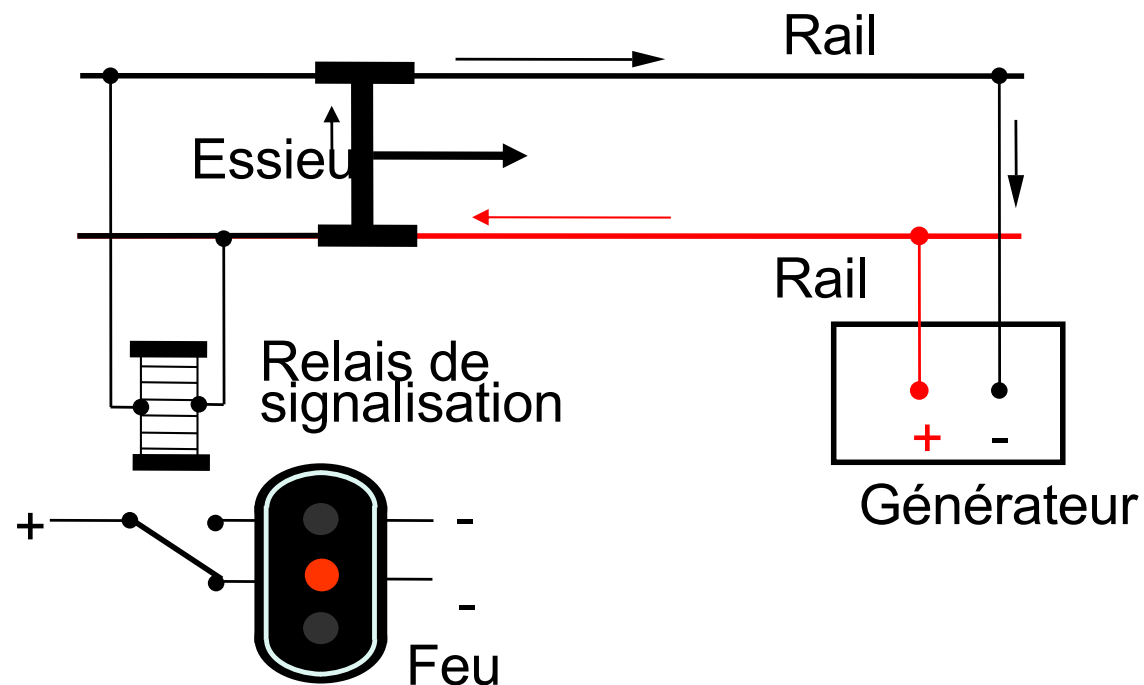 Rail
Essieu
Rail
Relais de
signalisation
+ -
Générateur
+ -
-
Feu